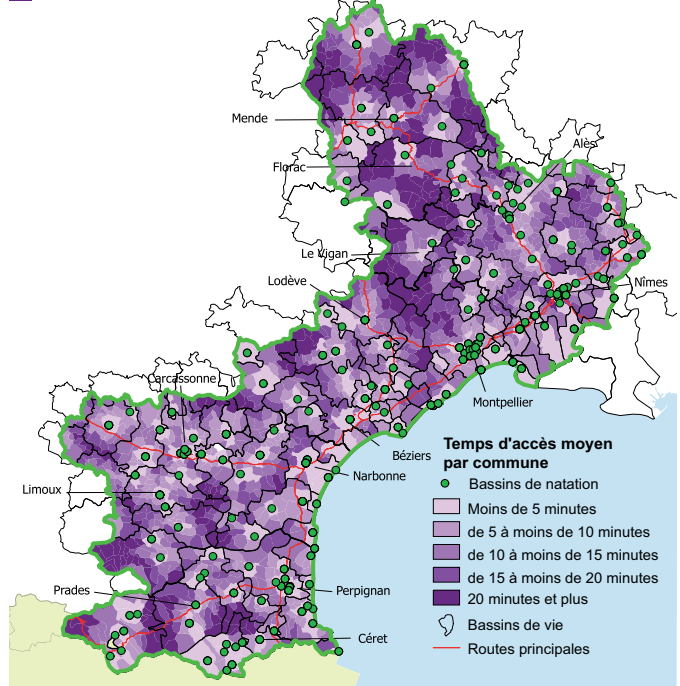 Mende
Alès
Florac
Le Vigan
Lodève
Nîmes
Carcassonne
Montpellier
Béziers
Narbonne
Limoux
Prades
Perpignan
Céret
Temps d'accès moyen
par commune
Bassins de natation
Moins de 5 minutes
de 5 à moins de 10 minutes
de 10 à moins de 15 minutes
de 15 à moins de 20 minutes
20 minutes et plus
Bassins de vie
Routes principales